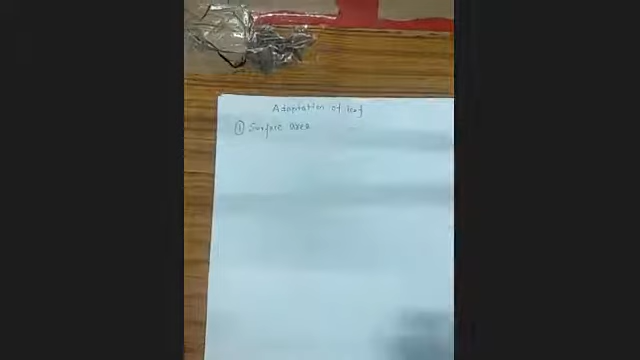 Adaptation of leaf
① Surface area